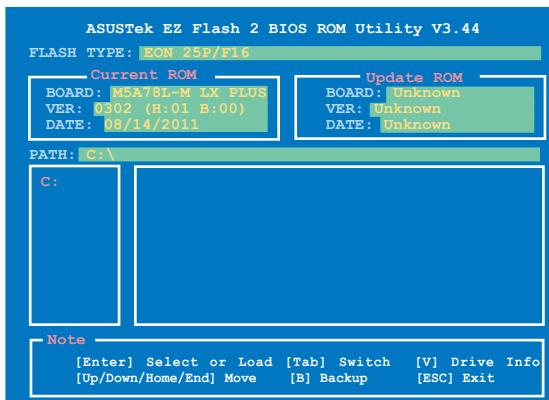 ASUSTek EZ Flash 2 BIOS ROM Utility V3.44
FLASH TYPE: EON 25P/F16
Current ROM
BOARD: M5A78L-M LX PLUS
VER: 0302 (H:01 B:00)
DATE: 08/14/2011
Update ROM
BOARD: Unknown
VER: Unknown
DATE: Unknown
PATH: C:\
C:
Note
[Enter] Select or Load [Tab] Switch [V] Drive Info
[Up/Down/Home/End] Move [B] Backup [ESC] Exit